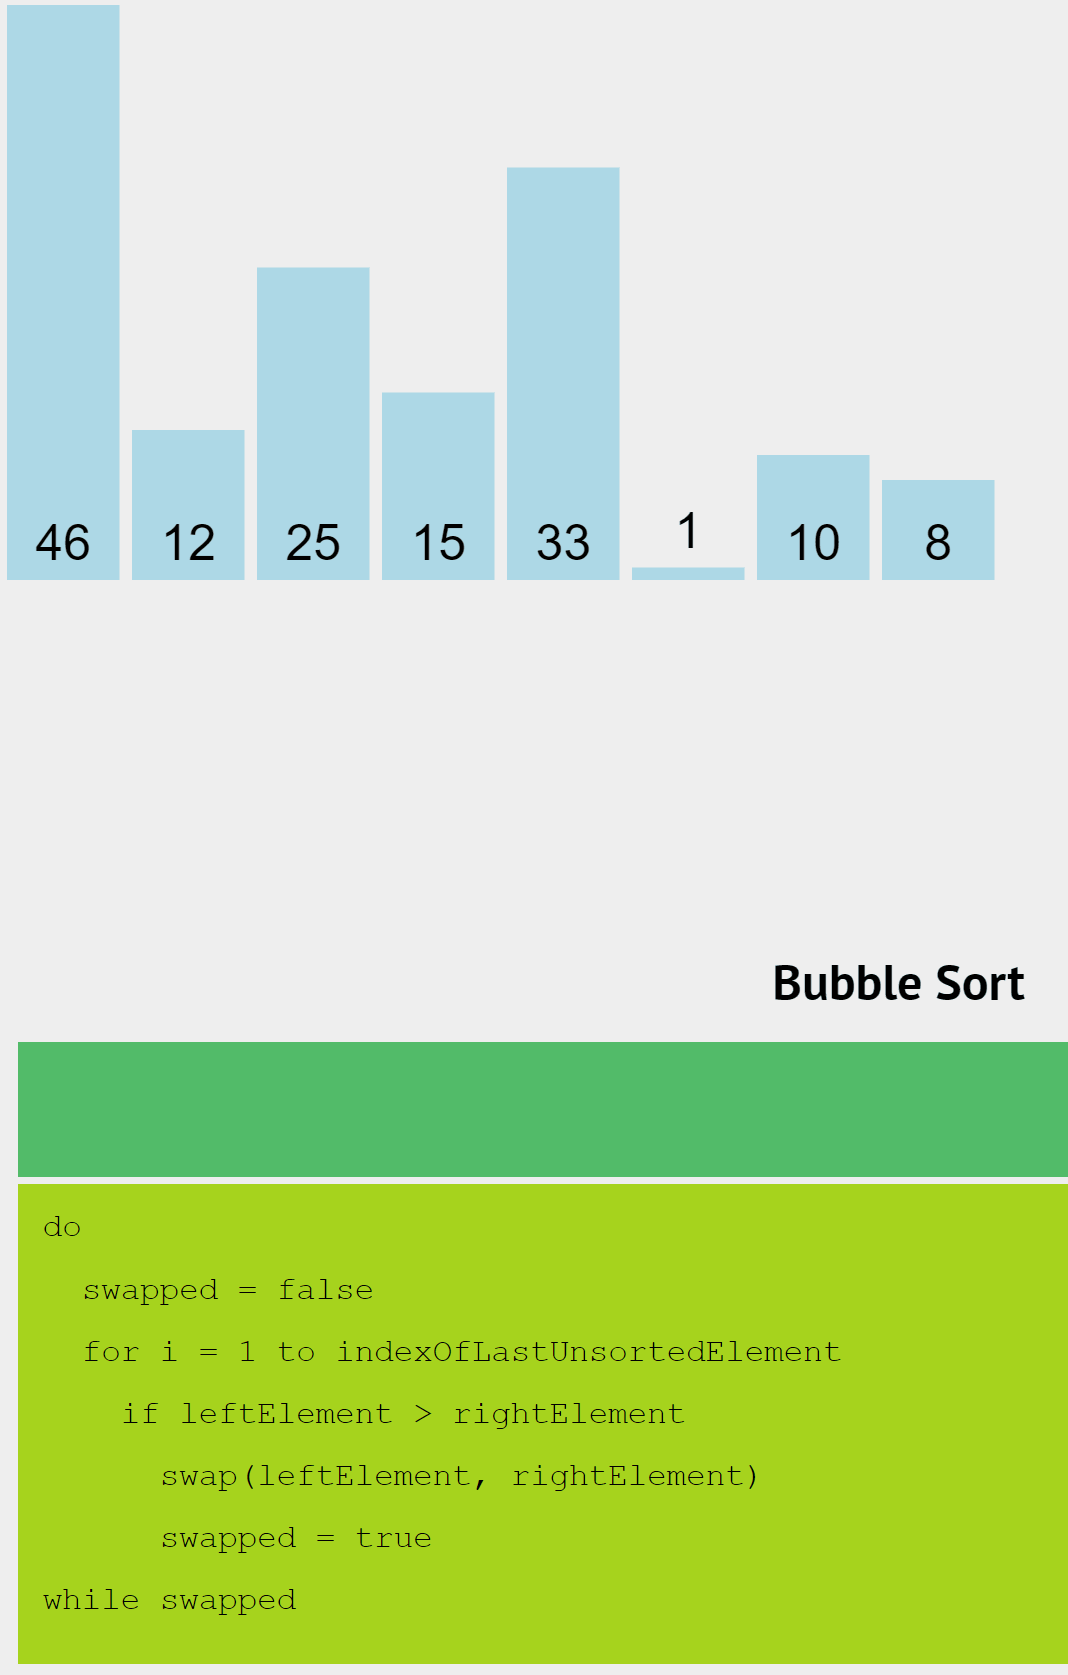 46 12 25 15 33 1 10 8
Bubble Sort
do
swapped = false
for i = 1 to indexOfLastUnsortedElement
if leftElement > rightElement
swap(leftElement, rightElement)
swapped = true
while swapped